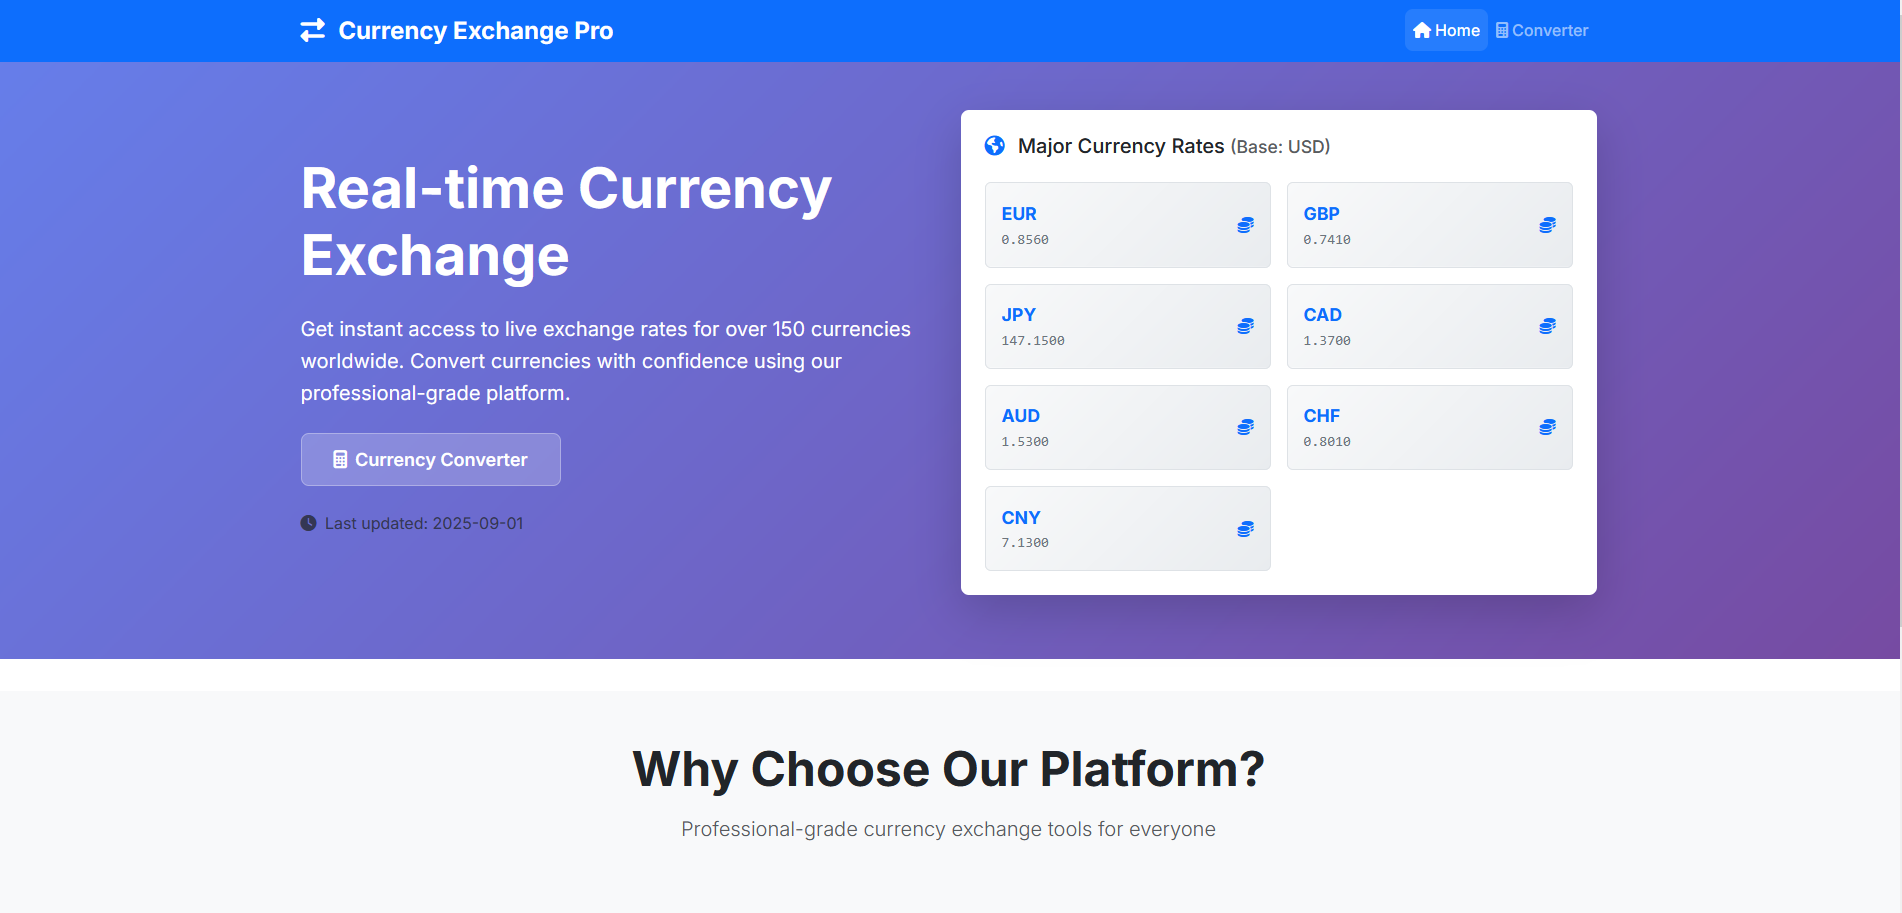 Currency Exchange Pro
Home
Converter
Real-time Currency
Exchange
Get instant access to live exchange rates for over 150 currencies
worldwide. Convert currencies with confidence using our
professional-grade platform.
Currency Converter
Last updated: 2025-09-01
Major Currency Rates (Base: USD)
EUR
0.8560
GBP
0.7410
JPY
147.1500
CAD
1.3700
AUD
1.5300
CHF
0.8010
CNY
7.1300
Why Choose Our Platform?
Professional-grade currency exchange tools for everyone